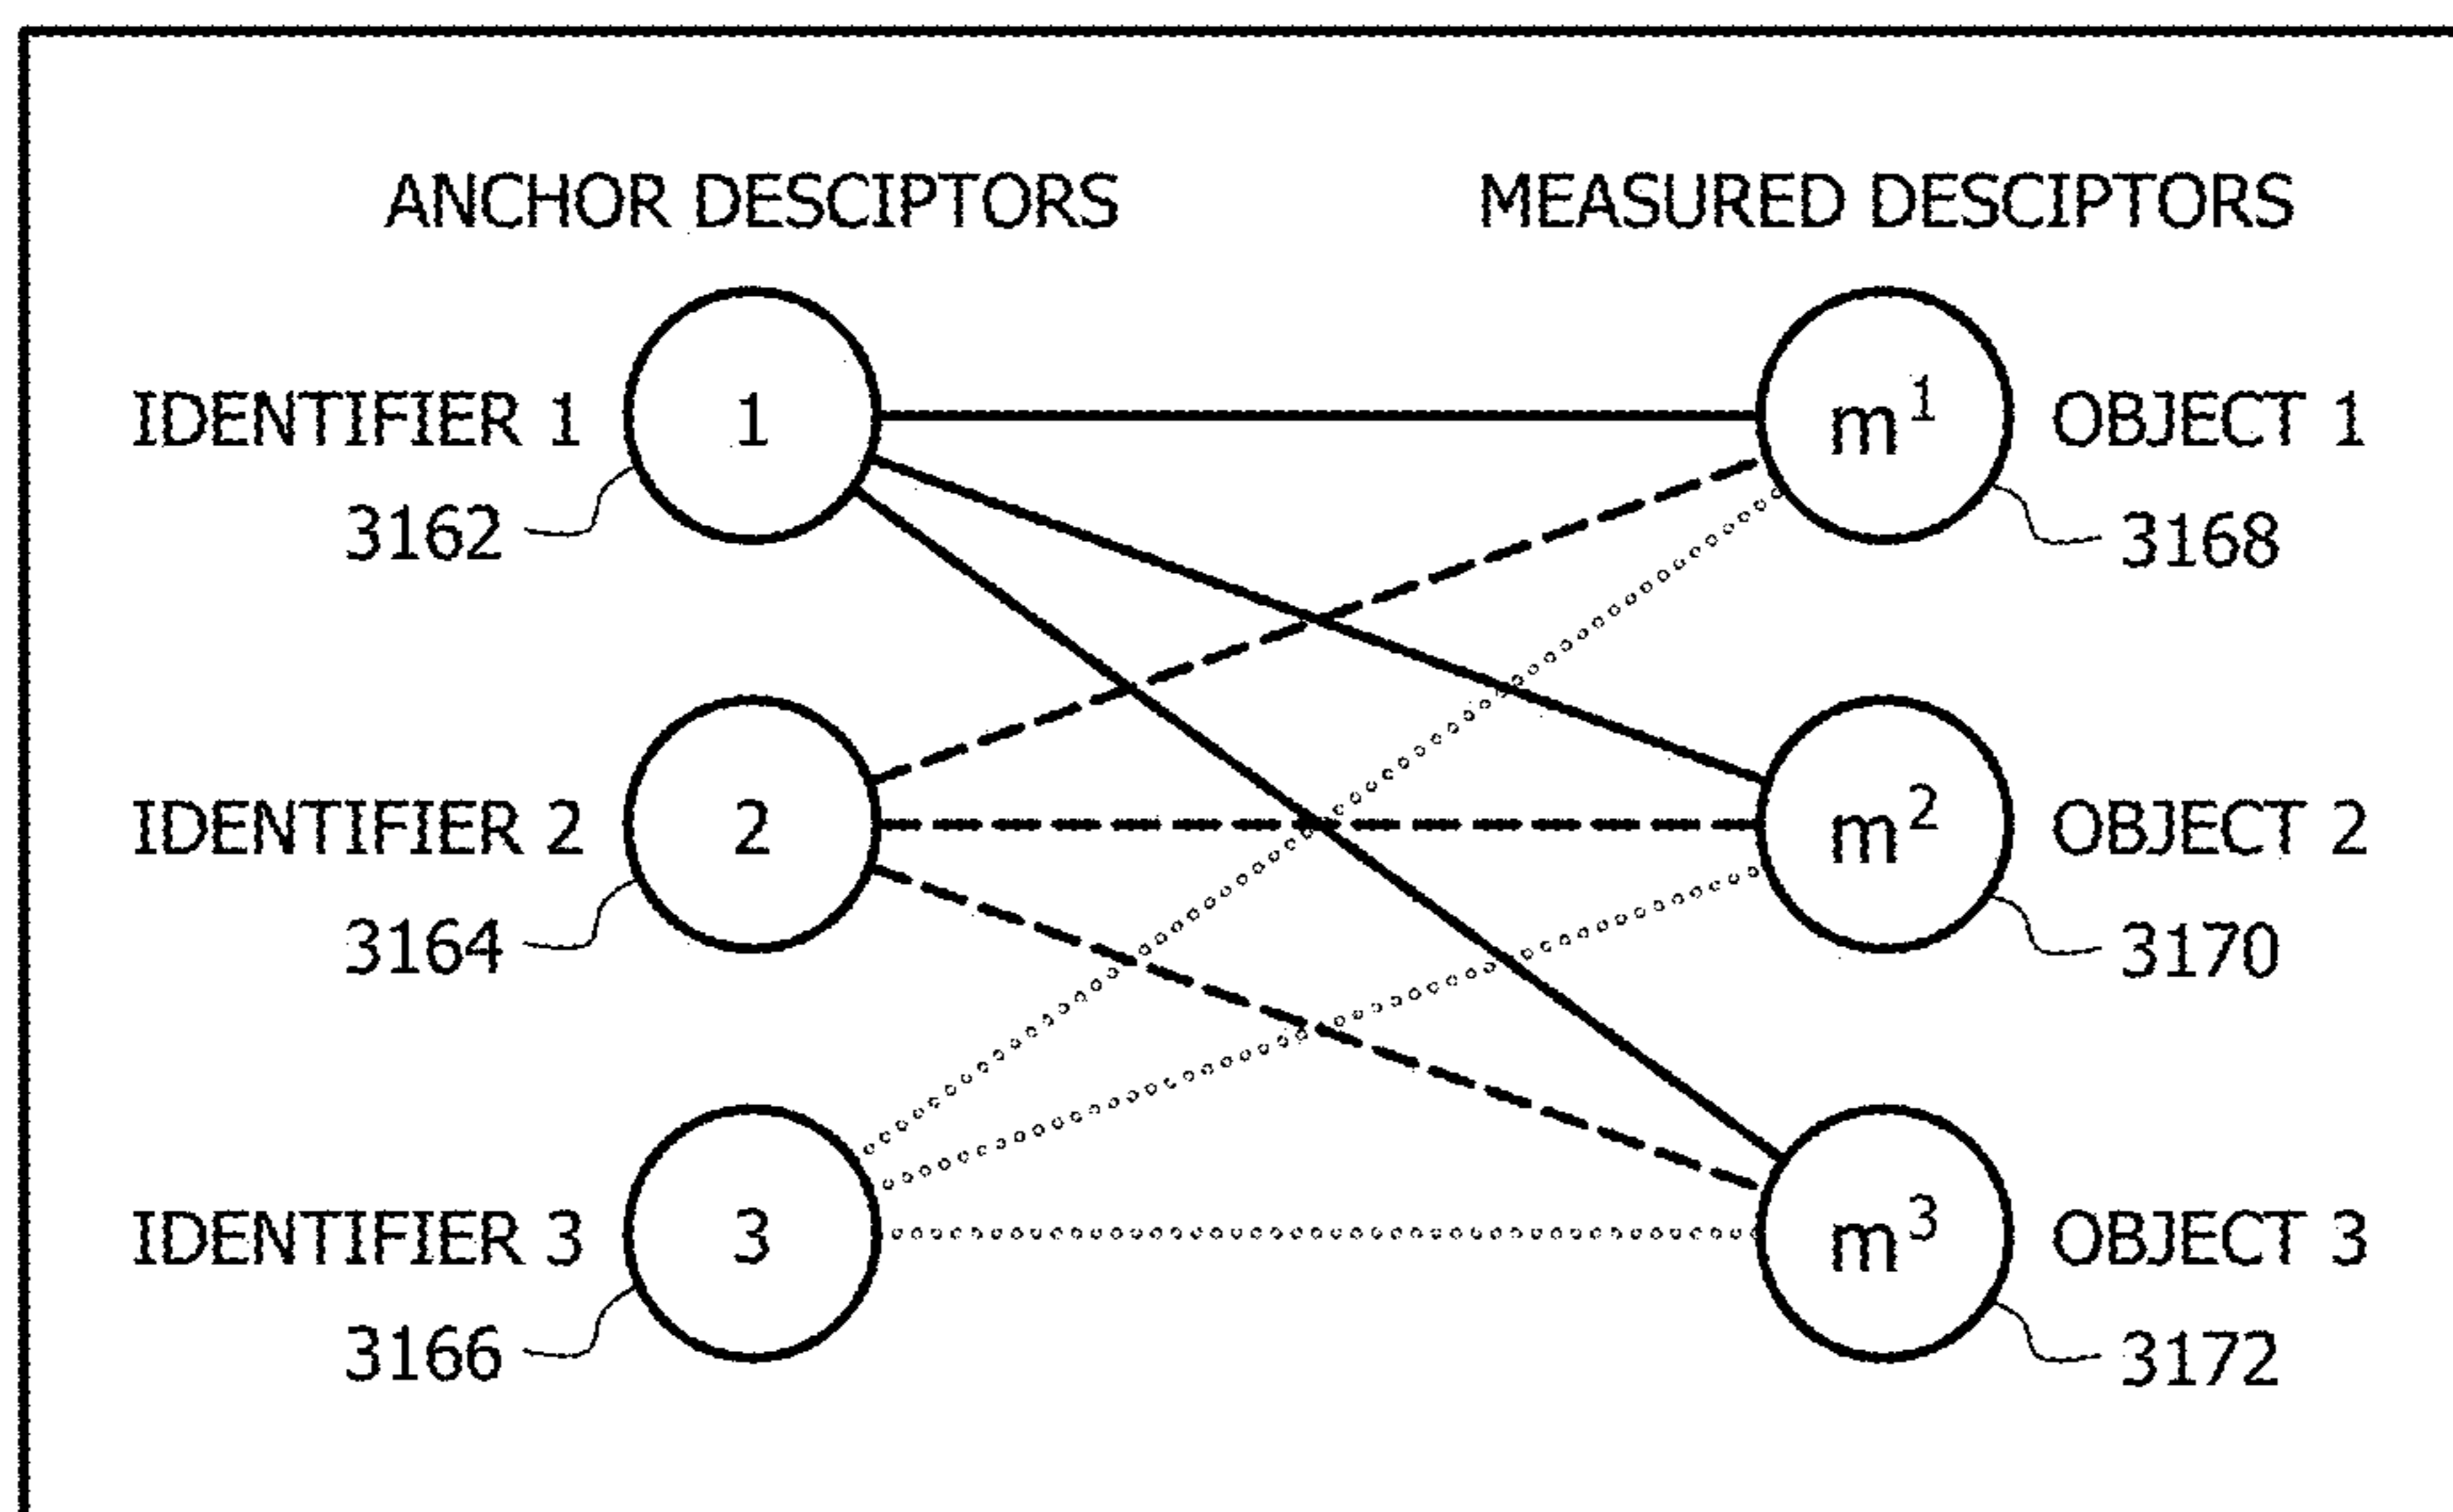 ANCHOR DESCIPTORS MEASURED DESCIPTORS
IDENTIFIER 1 1 m¹ OBJECT 1
3162 3168
IDENTIFIER 2 2 m² OBJECT 2
3164 3170
IDENTIFIER 3 3 m³ OBJECT 3
3166 3172